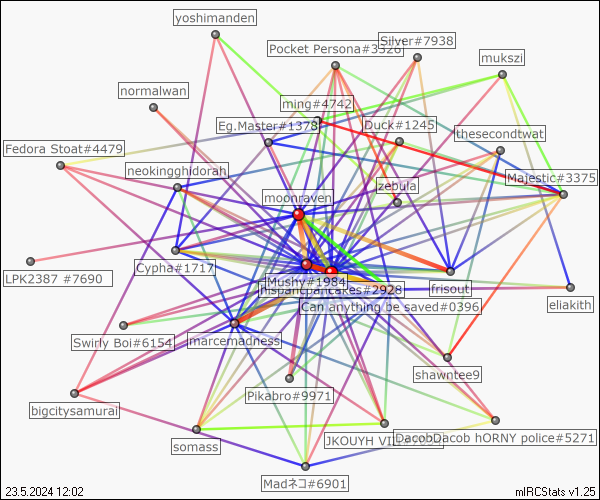 yoshimanden
Silver#7938
Pocket Persona#3326
mukszi
normalwan
ming#4742
Eg.Master#1378
Duck#1245
thesecondtwat
Fedora Stoat#4479
neokingghidorah
Majestic#3375
zebula
moonraven
Cypha#1717
LPK2387 #7690
Mushy#1984
hispanicpancakes#2928
frisout
eliakith
Can anything be saved#0396
Swirly Boi#6154
marcemadness
shawntee9
Pikabro#9971
bigcitysamurai
somass
JKOUYH
DacobDacob hORNY police#5271
Madネコ#6901
23.5.2024 12:02
mIRCStats v1.25